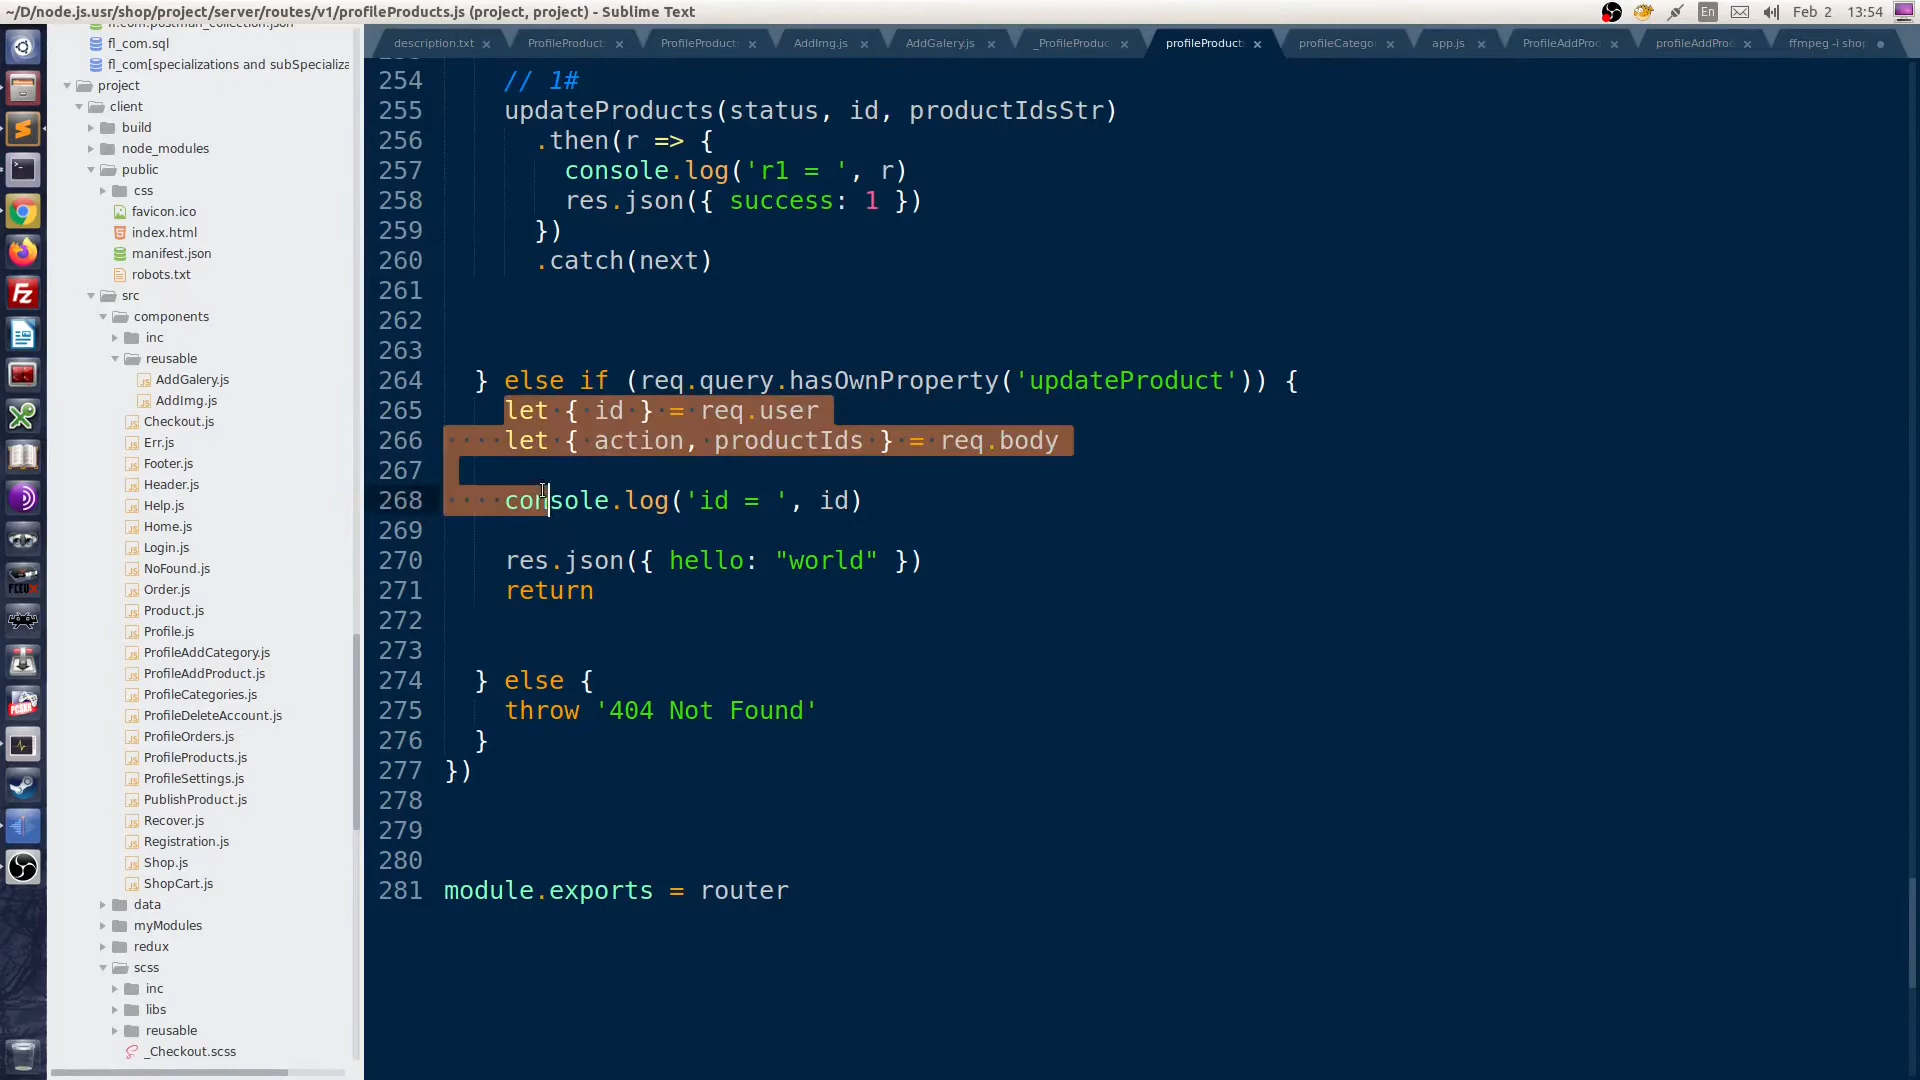 ~/D/node.js.usr/shop/project/server/routes/v1/profileProducts.js (project, project) - Sublime Text
En
Feb 2
13:54
fl_com.sql
fl_com[specializations and subSpecializa
project
client
build
node_modules
public
css
favicon.ico
index.html
manifest.json
robots.txt
src
components
inc
reusable
AddGalery.js
AddImg.js
Checkout.js
Err.js
Footer.js
Header.js
Help.js
Home.js
Login.js
NoFound.js
Order.js
Product.js
Profile.js
ProfileAddCategory.js
ProfileAddProduct.js
ProfileCategories.js
ProfileDeleteAccount.js
ProfileOrders.js
ProfileProducts.js
ProfileSettings.js
PublishProduct.js
Recover.js
Registration.js
Shop.js
ShopCart.js
data
myModules
redux
scss
inc
libs
reusable
_Checkout.scss
description.txt
ProfileProduct
ProfileProduct
AddImg.js
AddGalery.js
_ProfileProduc
profileProduct
profileCatego
app.js
ProfileAddProc
profileAddPro
ffmpeg -i shop
254 // 1#
255 updateProducts(status, id, productIdsStr)
256 .then(r => {
257 console.log('r1 = ', r)
258 res.json({ success: 1 })
259 })
260 .catch(next)
261
262
263
264 } else if (req.query.hasOwnProperty('updateProduct')) {
265 let { id } = req.user
266 let { action, productIds } = req.body
267
268 console.log('id = ', id)
269
270 res.json({ hello: "world" })
271 return
272
273
274 } else {
275 throw '404 Not Found'
276 }
277 })
278
279
280
281 module.exports = router